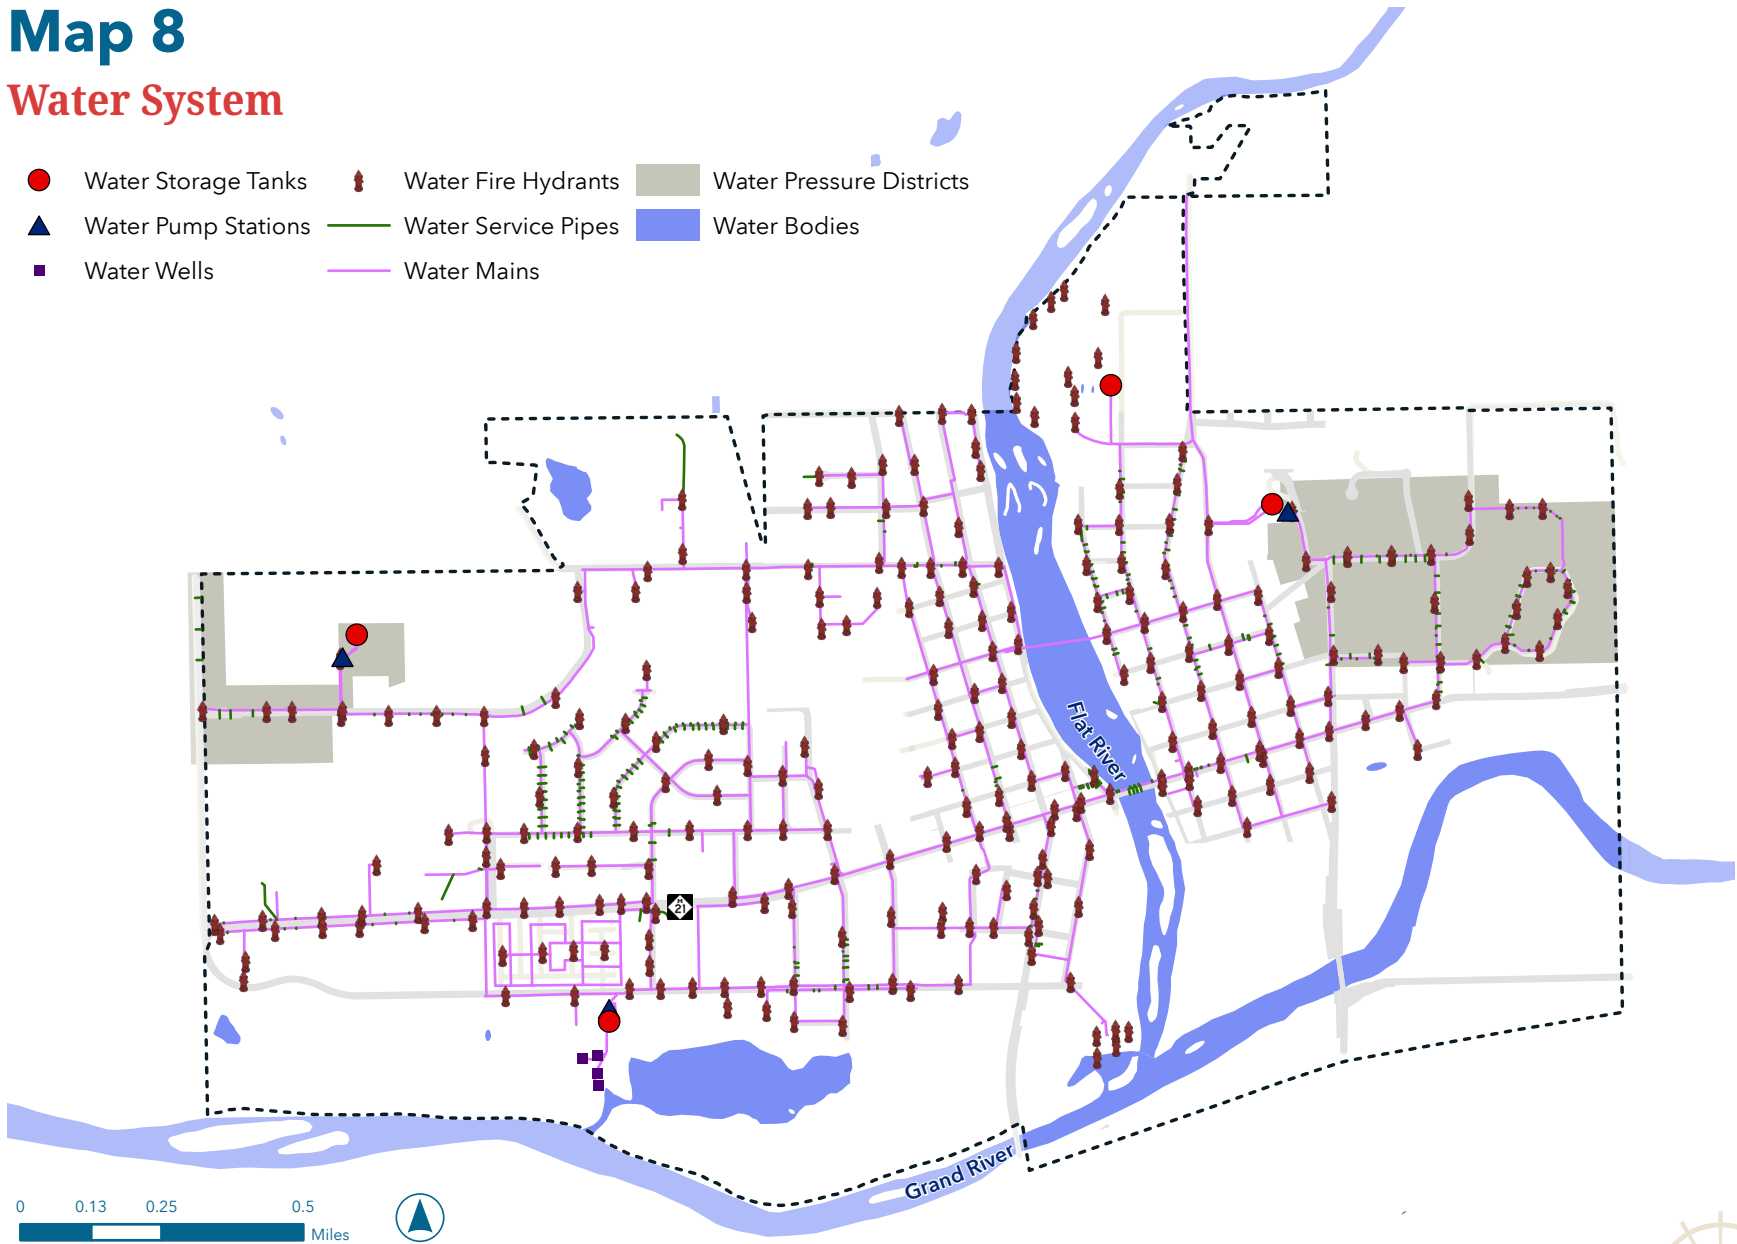 Map 8
Water System
Water Storage Tanks
Water Fire Hydrants
Water Pressure Districts
Water Pump Stations
Water Service Pipes
Water Bodies
Water Wells
Water Mains
Flat River
M
21
Grand River
0 0.13 0.25 0.5
Miles